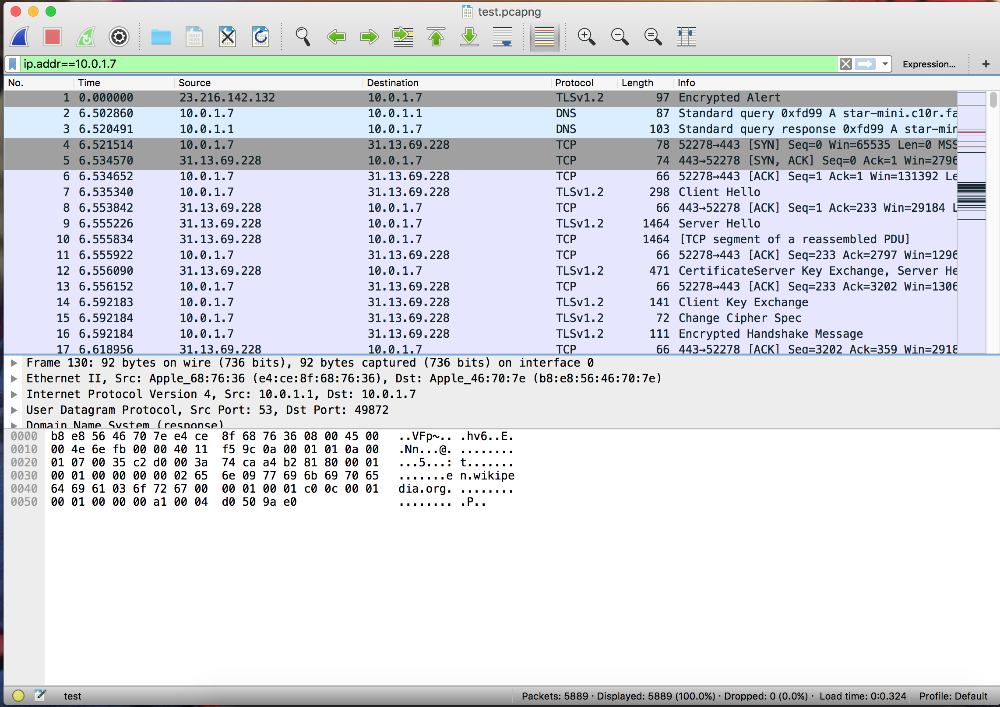 test.pcapng
ip.addr==10.0.1.7
Expression... +
No. Time Source Destination Protocol Length Info
1 0.000000 23.216.142.132 10.0.1.7 TLSv1.2 97 Encrypted Alert
2 6.502860 10.0.1.7 10.0.1.1 DNS 87 Standard query 0xfd99 A star-mini.c10r.fa
3 6.520491 10.0.1.1 10.0.1.7 DNS 103 Standard query response 0xfd99 A star-min
4 6.521514 10.0.1.7 31.13.69.228 TCP 78 52278→443 [SYN] Seq=0 Win=65535 Len=0 MSS
5 6.534570 31.13.69.228 10.0.1.7 TCP 74 443→52278 [SYN, ACK] Seq=0 Ack=1 Win=2796
6 6.534652 10.0.1.7 31.13.69.228 TCP 66 52278→443 [ACK] Seq=1 Ack=1 Win=131392 Le
7 6.535340 10.0.1.7 31.13.69.228 TLSv1.2 298 Client Hello
8 6.553842 31.13.69.228 10.0.1.7 TCP 66 443→52278 [ACK] Seq=1 Ack=233 Win=29184 L
9 6.555226 31.13.69.228 10.0.1.7 TLSv1.2 1464 Server Hello
10 6.555834 31.13.69.228 10.0.1.7 TCP 1464 [TCP segment of a reassembled PDU]
11 6.555922 10.0.1.7 31.13.69.228 TCP 66 52278→443 [ACK] Seq=233 Ack=2797 Win=1296
12 6.556090 31.13.69.228 10.0.1.7 TLSv1.2 471 CertificateServer Key Exchange, Server He
13 6.556152 10.0.1.7 31.13.69.228 TCP 66 52278→443 [ACK] Seq=233 Ack=3202 Win=1306
14 6.592183 10.0.1.7 31.13.69.228 TLSv1.2 141 Client Key Exchange
15 6.592184 10.0.1.7 31.13.69.228 TLSv1.2 72 Change Cipher Spec
16 6.592184 10.0.1.7 31.13.69.228 TLSv1.2 111 Encrypted Handshake Message
17 6.618956 31.13.69.228 10.0.1.7 TCP 66 443→52278 [ACK] Seq=3202 Ack=359 Win=2918
Frame 130: 92 bytes on wire (736 bits), 92 bytes captured (736 bits) on interface 0
Ethernet II, Src: Apple_68:76:36 (e4:ce:8f:68:76:36), Dst: Apple_46:70:7e (b8:e8:56:46:70:7e)
Internet Protocol Version 4, Src: 10.0.1.1, Dst: 10.0.1.7
User Datagram Protocol, Src Port: 53, Dst Port: 49872
Domain Name System (response)
0000 b8 e8 56 46 70 7e e4 ce 8f 68 76 36 08 00 45 00 ..VFp~.. .hv6..E.
0010 00 4e 6e fb 00 00 40 11 f5 9c 0a 00 01 01 0a 00 .Nn...@. ........
0020 01 07 00 35 c2 d0 00 3a 74 ca a4 b2 81 80 00 01 ...5...: t.......
0030 00 01 00 00 00 00 02 65 6e 09 77 69 6b 69 70 65 .......e n.wikipe
0040 64 69 61 03 6f 72 67 00 00 01 00 01 c0 0c 00 01 dia.org. ........
0050 00 01 00 00 00 a1 00 04 d0 50 9a e0 ........ .P..
test Packets: 5889 · Displayed: 5889 (100.0%) · Dropped: 0 (0.0%) · Load time: 0:0.324 Profile: Default